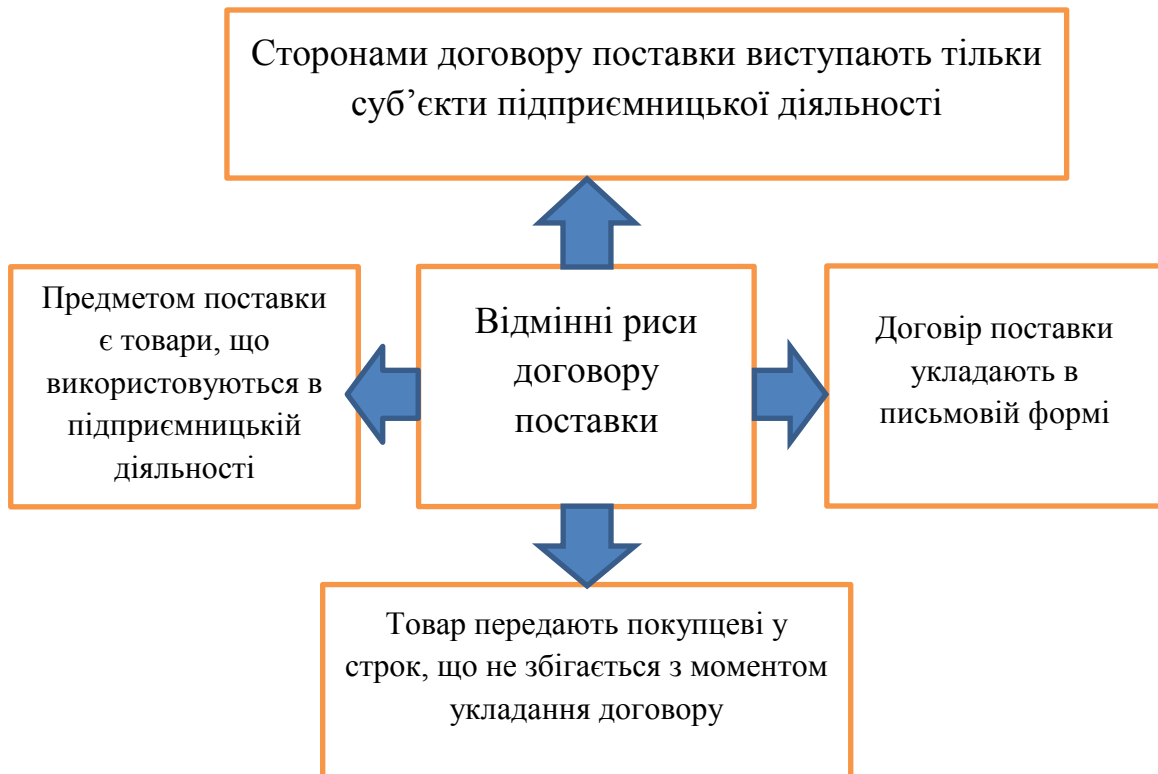 Сторонами договору поставки виступають тільки
суб’єкти підприємницької діяльності
Предметом поставки
є товари, що
використовуються в
підприємницькій
діяльності
Відмінні риси
договору
поставки
Договір поставки
укладають в
письмовій формі
Товар передають покупцеві у
строк, що не збігається з моментом
укладання договору